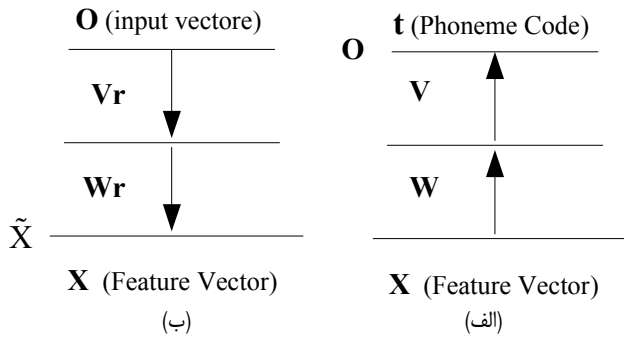 O (input vectore)
t (Phoneme Code)
O
Vr
V
Wr
W
X̃
X (Feature Vector)
X (Feature Vector)
(ب)
(الف)